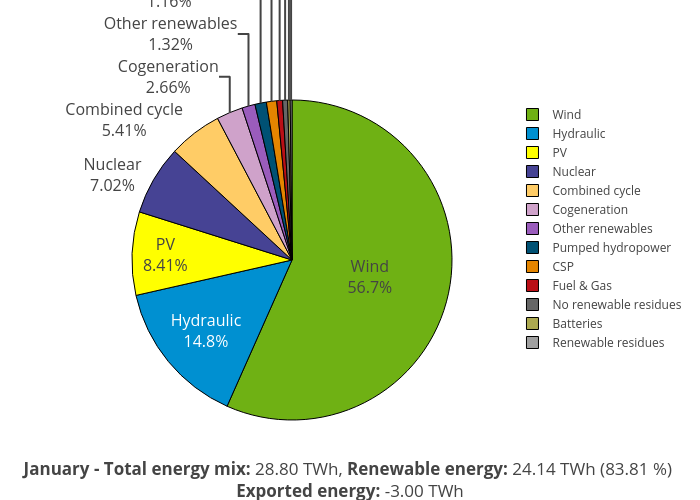 1.16%
Other renewables
1.32%
Cogeneration
2.66%
Combined cycle
5.41%
Nuclear
7.02%
PV
8.41%
Hydraulic
14.8%
Wind
56.7%
Wind
Hydraulic
PV
Nuclear
Combined cycle
Cogeneration
Other renewables
Pumped hydropower
CSP
Fuel & Gas
No renewable residues
Batteries
Renewable residues
January - Total energy mix: 28.80 TWh, Renewable energy: 24.14 TWh (83.81 %)
Exported energy: -3.00 TWh